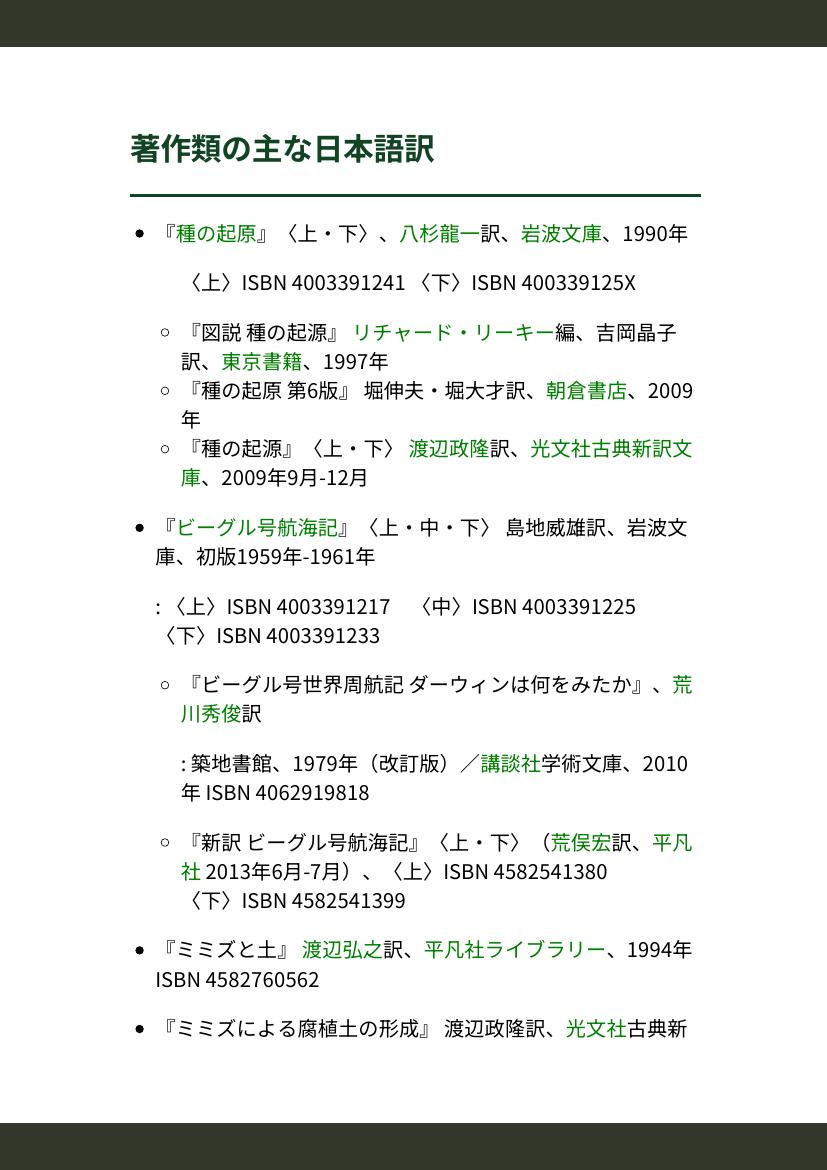 著作類の主な日本語訳
• 『種の起原』〈上・下〉、八杉龍一訳、岩波文庫、1990年
〈上〉ISBN 4003391241 〈下〉ISBN 400339125X
◦ 『図説 種の起源』 リチャード・リーキー編、吉岡晶子
訳、東京書籍、1997年
◦ 『種の起原 第6版』 堀伸夫・堀大才訳、朝倉書店、2009
年
◦ 『種の起源』〈上・下〉 渡辺政隆訳、光文社古典新訳文
庫、2009年9月-12月
• 『ビーグル号航海記』〈上・中・下〉 島地威雄訳、岩波文
庫、初版1959年-1961年
: 〈上〉ISBN 4003391217　〈中〉ISBN 4003391225
〈下〉ISBN 4003391233
◦ 『ビーグル号世界周航記 ダーウィンは何をみたか』、荒
川秀俊訳
: 築地書館、1979年（改訂版）／講談社学術文庫、2010
年 ISBN 4062919818
◦ 『新訳 ビーグル号航海記』〈上・下〉（荒俣宏訳、平凡
社 2013年6月-7月）、〈上〉ISBN 4582541380
〈下〉ISBN 4582541399
• 『ミミズと土』 渡辺弘之訳、平凡社ライブラリー、1994年
ISBN 4582760562
• 『ミミズによる腐植土の形成』 渡辺政隆訳、光文社古典新